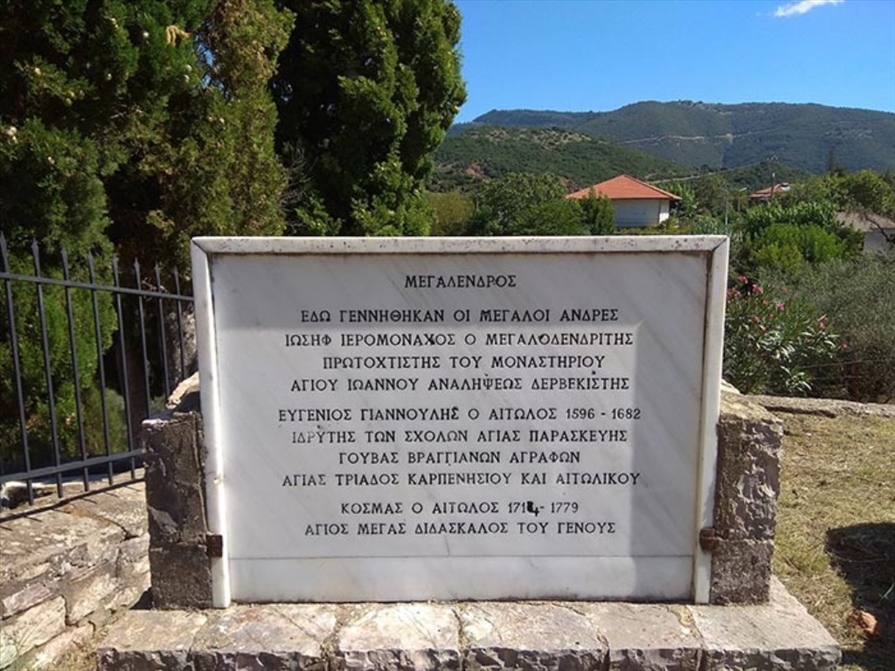 ΜΕΓΑΛΕΝΔΡΟΣ
ΕΔΩ ΓΕΝΝΗΘΗΚΑΝ ΟΙ ΜΕΓΑΛΟΙ ΑΝΔΡΕΣ
ΙΩΣΗΦ ΙΕΡΟΜΟΝΑΧΟΣ Ο ΜΕΓΑΛΟΔΕΝΔΡΙΤΗΣ
ΠΡΩΤΟΧΤΙΣΤΗΣ ΤΟΥ ΜΟΝΑΣΤΗΡΙΟΥ
ΑΓΙΟΥ ΙΩΑΝΝΟΥ ΑΝΑΛΗΨΕΩΣ ΔΕΡΒΕΚΙΣΤΗΣ
ΕΥΓΕΝΙΟΣ ΓΙΑΝΝΟΥΛΗΣ Ο ΑΙΤΩΛΟΣ 1596 - 1682
ΙΔΡΥΤΗΣ ΤΩΝ ΣΧΟΛΩΝ ΑΓΙΑΣ ΠΑΡΑΣΚΕΥΗΣ
ΓΟΥΒΑΣ ΒΡΑΓΓΙΑΝΩΝ ΑΓΡΑΦΩΝ
ΑΓΙΑΣ ΤΡΙΑΔΟΣ ΚΑΡΠΕΝΗΣΙΟΥ ΚΑΙ ΑΙΤΩΛΙΚΟΥ
ΚΟΣΜΑΣ Ο ΑΙΤΩΛΟΣ 1714 - 1779
ΑΓΙΟΣ ΜΕΓΑΣ ΔΙΔΑΣΚΑΛΟΣ ΤΟΥ ΓΕΝΟΥΣ